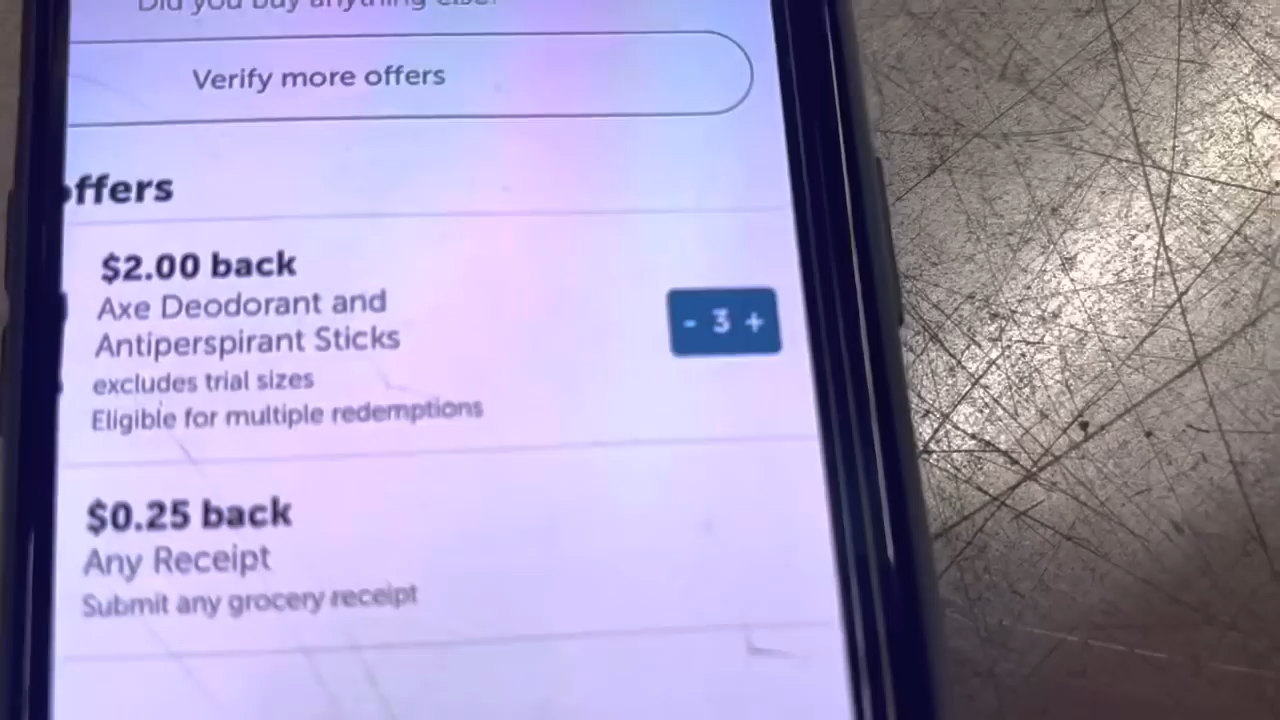 Did you buy anything else?
Verify more offers
offers
$2.00 back
Axe Deodorant and
Antiperspirant Sticks
excludes trial sizes
Eligible for multiple redemptions
- 3 +
$0.25 back
Any Receipt
Submit any grocery receipt